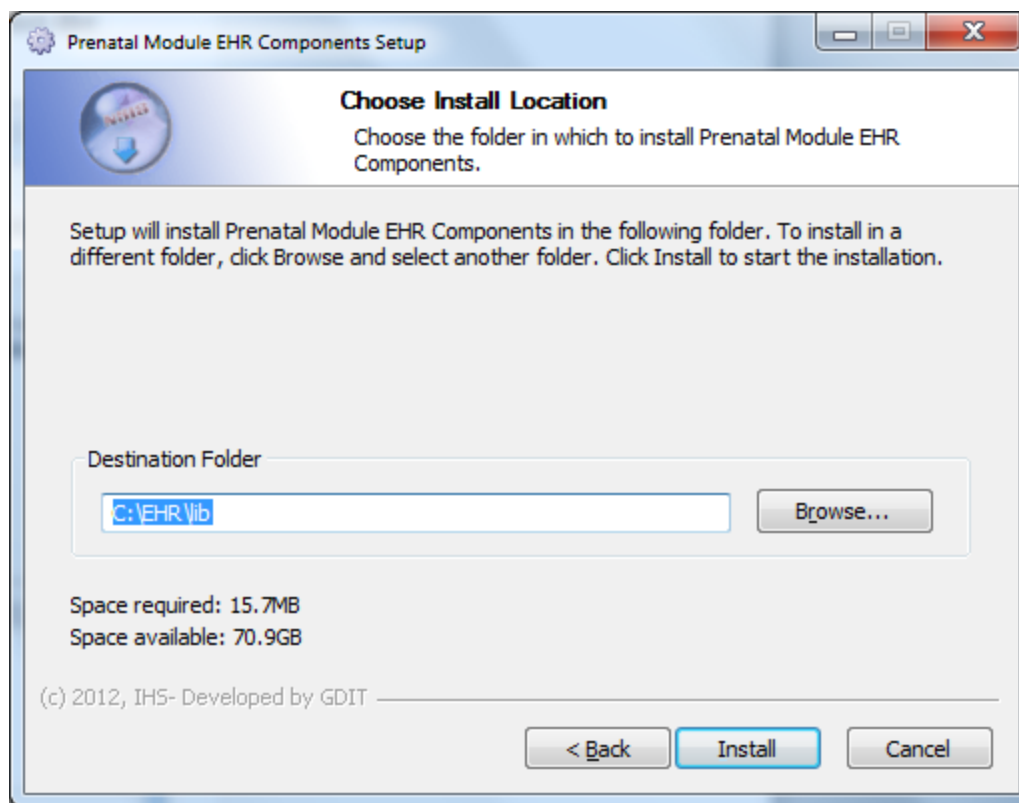 Prenatal Module EHR Components Setup
Choose Install Location
Choose the folder in which to install Prenatal Module EHR
Components.
Setup will install Prenatal Module EHR Components in the following folder. To install in a
different folder, click Browse and select another folder. Click Install to start the installation.
Destination Folder
C:\EHR\lib
Browse...
Space required: 15.7MB
Space available: 70.9GB
(c) 2012, IHS- Developed by GDIT
< Back
Install
Cancel